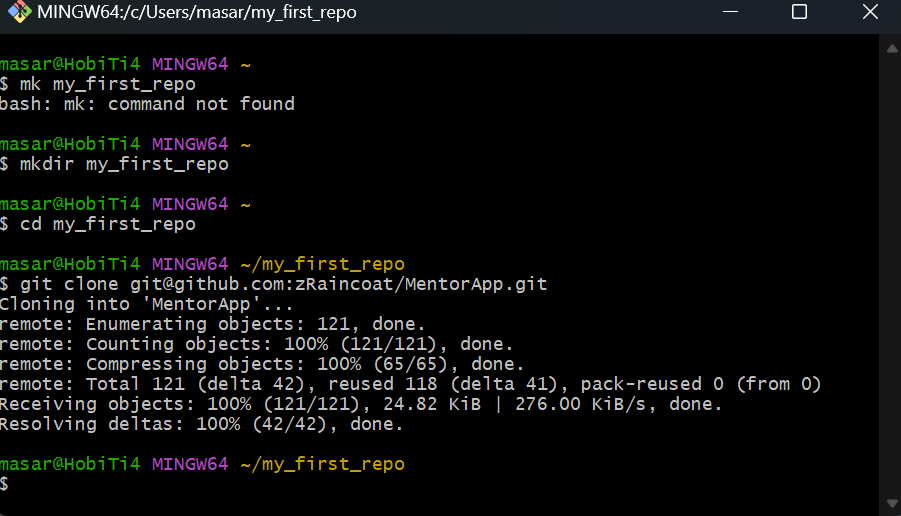 MINGW64:/c/Users/masar/my_first_repo
masar@HobiTi4 MINGW64 ~
$ mk my_first_repo
bash: mk: command not found
masar@HobiTi4 MINGW64 ~
$ mkdir my_first_repo
masar@HobiTi4 MINGW64 ~
$ cd my_first_repo
masar@HobiTi4 MINGW64 ~/my_first_repo
$ git clone git@github.com:zRaincoat/MentorApp.git
Cloning into 'MentorApp'...
remote: Enumerating objects: 121, done.
remote: Counting objects: 100% (121/121), done.
remote: Compressing objects: 100% (65/65), done.
remote: Total 121 (delta 42), reused 118 (delta 41), pack-reused 0 (from 0)
Receiving objects: 100% (121/121), 24.82 KiB | 276.00 KiB/s, done.
Resolving deltas: 100% (42/42), done.
masar@HobiTi4 MINGW64 ~/my_first_repo
$